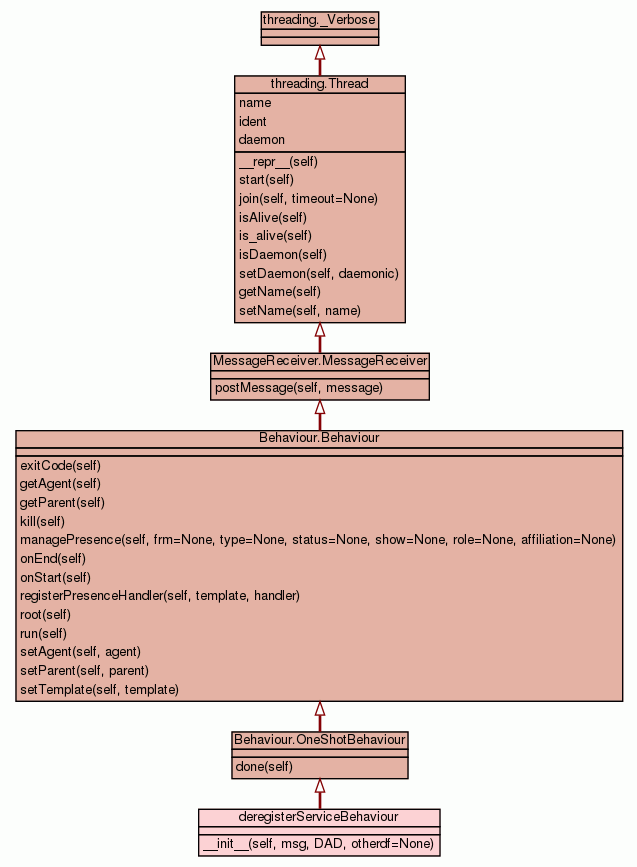 threading._Verbose
threading.Thread
name
ident
daemon
__repr__(self)
start(self)
join(self, timeout=None)
isAlive(self)
is_alive(self)
isDaemon(self)
setDaemon(self, daemonic)
getName(self)
setName(self, name)
MessageReceiver.MessageReceiver
postMessage(self, message)
Behaviour.Behaviour
exitCode(self)
getAgent(self)
getParent(self)
kill(self)
managePresence(self, frm=None, type=None, status=None, show=None, role=None, affiliation=None)
onEnd(self)
onStart(self)
registerPresenceHandler(self, template, handler)
root(self)
run(self)
setAgent(self, agent)
setParent(self, parent)
setTemplate(self, template)
Behaviour.OneShotBehaviour
done(self)
deregisterServiceBehaviour
__init__(self, msg, DAD, otherdf=None)